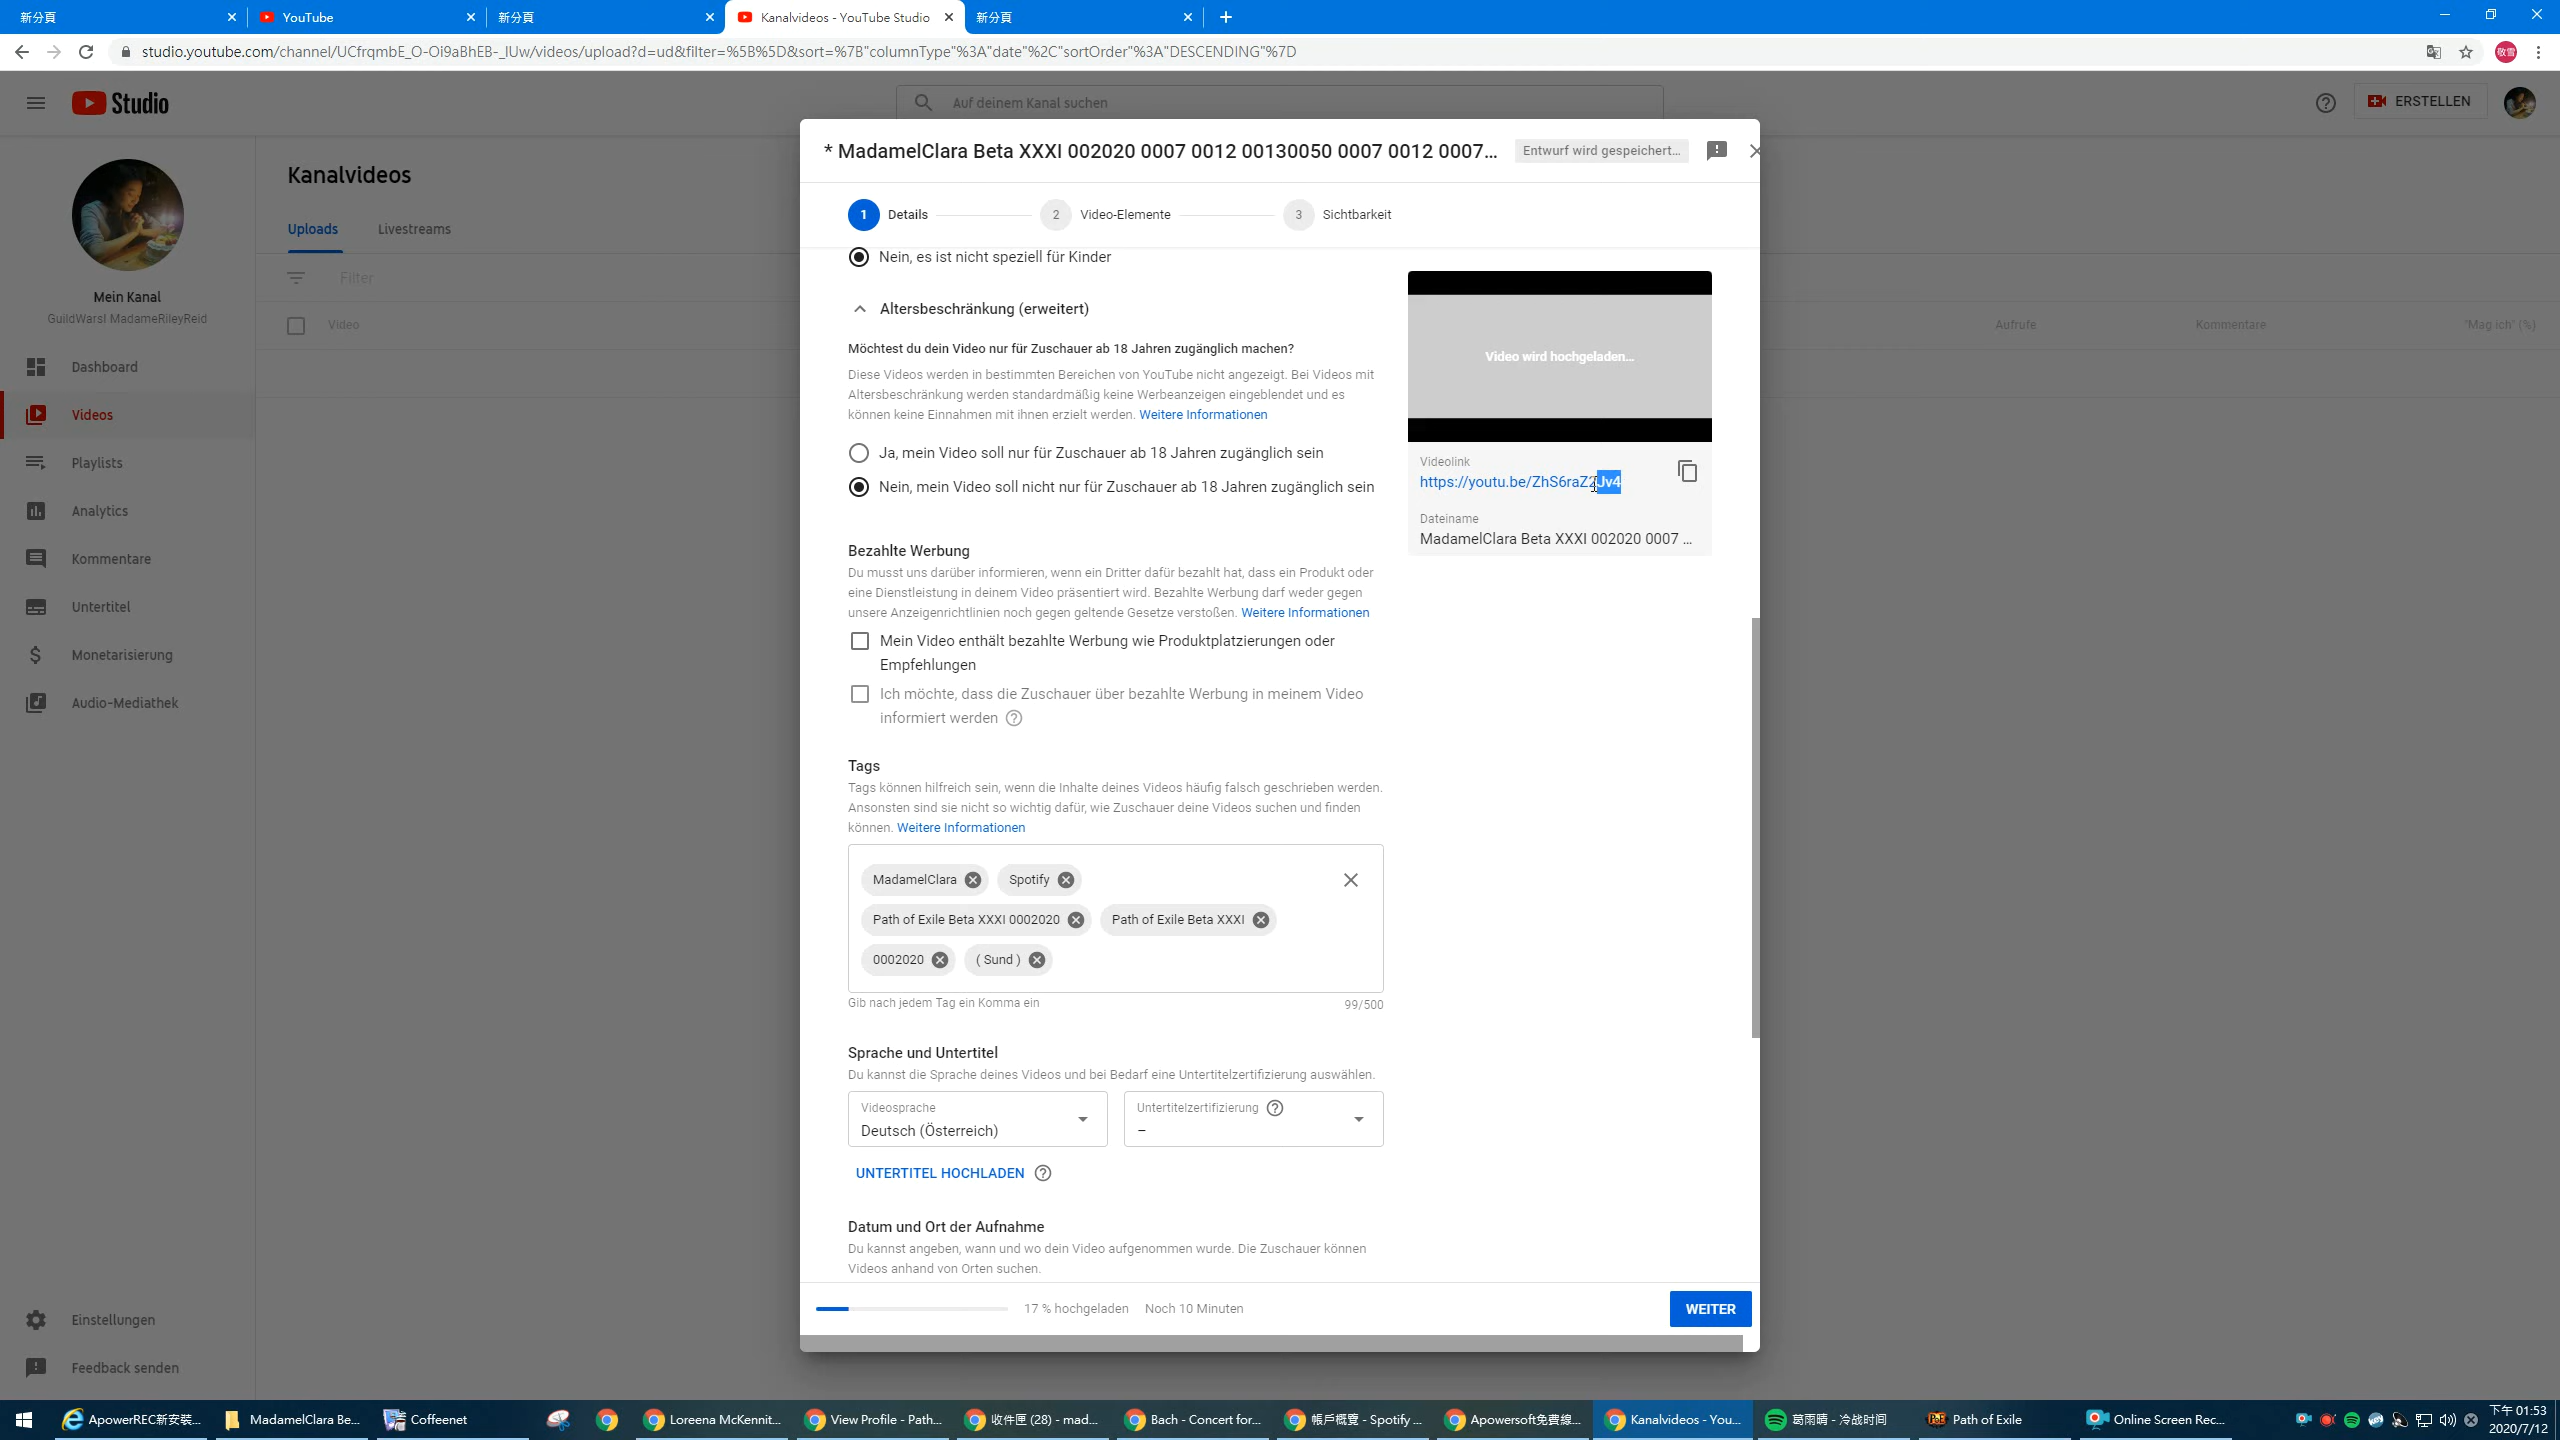 新分頁
YouTube
新分頁
Kanalvideos - YouTube Studio
新分頁
studio.youtube.com/channel/UCfrqmbE_O-Oi9aBhEB-_IUw/videos/upload?d=ud&filter=%5B%5D&sort=%7B"columnType"%3A"date"%2C"sortOrder"%3A"DESCENDING"%7D
Studio
Auf deinem Kanal suchen
ERSTELLEN
Mein Kanal
GuildWarsI MadameRileyReid
Dashboard
Videos
Playlists
Analytics
Kommentare
Untertitel
Monetarisierung
Audio-Mediathek
Einstellungen
Feedback senden
Kanalvideos
Uploads
Livestreams
Filter
Video
Aufrufe
Kommentare
"Mag ich" (%)
* MadamelClara Beta XXXI 002020 0007 0012 00130050 0007 0012 0007...
Entwurf wird gespeichert...
1 Details
2 Video-Elemente
3 Sichtbarkeit
Nein, es ist nicht speziell für Kinder
Altersbeschränkung (erweitert)
Möchtest du dein Video nur für Zuschauer ab 18 Jahren zugänglich machen?
Diese Videos werden in bestimmten Bereichen von YouTube nicht angezeigt. Bei Videos mit
Altersbeschränkung werden standardmäßig keine Werbeanzeigen eingeblendet und es
können keine Einnahmen mit ihnen erzielt werden. Weitere Informationen
Ja, mein Video soll nur für Zuschauer ab 18 Jahren zugänglich sein
Nein, mein Video soll nicht nur für Zuschauer ab 18 Jahren zugänglich sein
Bezahlte Werbung
Du musst uns darüber informieren, wenn ein Dritter dafür bezahlt hat, dass ein Produkt oder
eine Dienstleistung in deinem Video präsentiert wird. Bezahlte Werbung darf weder gegen
unsere Anzeigenrichtlinien noch gegen geltende Gesetze verstoßen. Weitere Informationen
Mein Video enthält bezahlte Werbung wie Produktplatzierungen oder
Empfehlungen
Ich möchte, dass die Zuschauer über bezahlte Werbung in meinem Video
informiert werden
Tags
Tags können hilfreich sein, wenn die Inhalte deines Videos häufig falsch geschrieben werden.
Ansonsten sind sie nicht so wichtig dafür, wie Zuschauer deine Videos suchen und finden
können. Weitere Informationen
MadamelClara
Spotify
Path of Exile Beta XXXI 0002020
Path of Exile Beta XXXI
0002020
( Sund )
Gib nach jedem Tag ein Komma ein
99/500
Sprache und Untertitel
Du kannst die Sprache deines Videos und bei Bedarf eine Untertitelzertifizierung auswählen.
Videosprache
Deutsch (Österreich)
Untertitelzertifizierung
–
UNTERTITEL HOCHLADEN
Datum und Ort der Aufnahme
Du kannst angeben, wann und wo dein Video aufgenommen wurde. Die Zuschauer können
Videos anhand von Orten suchen.
Video wird hochgeladen...
Videolink
https://youtu.be/ZhS6raZ2Jv4
Dateiname
MadamelClara Beta XXXI 002020 0007 ...
17 % hochgeladen
Noch 10 Minuten
WEITER
ApowerREC新安裝...
MadamelClara Be...
Coffeenet
Loreena McKennit...
View Profile - Path...
收件匣 (28) - mad...
Bach - Concert for...
帳戶概覽 - Spotify ...
Apowersoft免費線...
Kanalvideos - You...
葛雨晴 - 冷战时间
Path of Exile
Online Screen Rec...
下午 01:53
2020/7/12